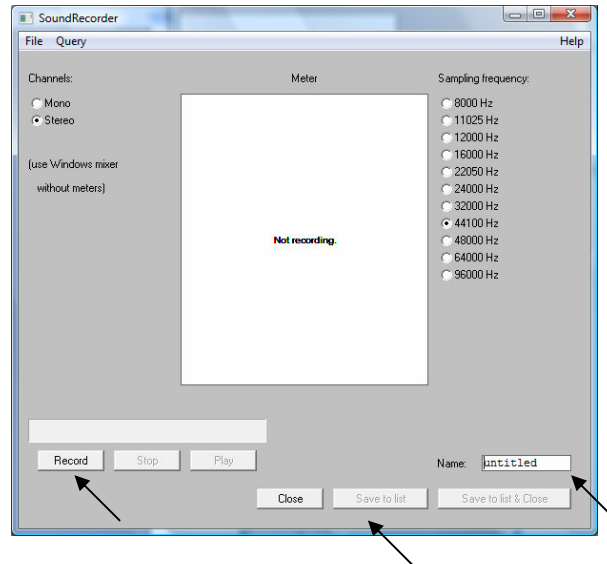 SoundRecorder
File Query Help
Channels:
Mono
Stereo
(use Windows mixer
without meters)
Meter
Not recording.
Sampling frequency:
8000 Hz
11025 Hz
12000 Hz
16000 Hz
22050 Hz
24000 Hz
32000 Hz
44100 Hz
48000 Hz
64000 Hz
96000 Hz
Record Stop Play
Name: untitled
Close Save to list Save to list & Close